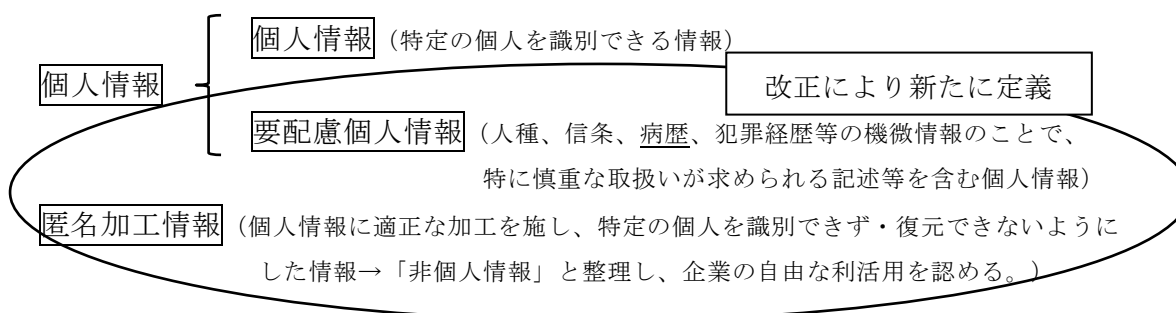 個人情報（特定の個人を識別できる情報）
個人情報
改正により新たに定義
要配慮個人情報（人種、信条、病歴、犯罪経歴等の機微情報のことで、
特に慎重な取扱いが求められる記述等を含む個人情報）
匿名加工情報（個人情報に適正な加工を施し、特定の個人を識別できず・復元できないように
した情報→「非個人情報」と整理し、企業の自由な利活用を認める。）